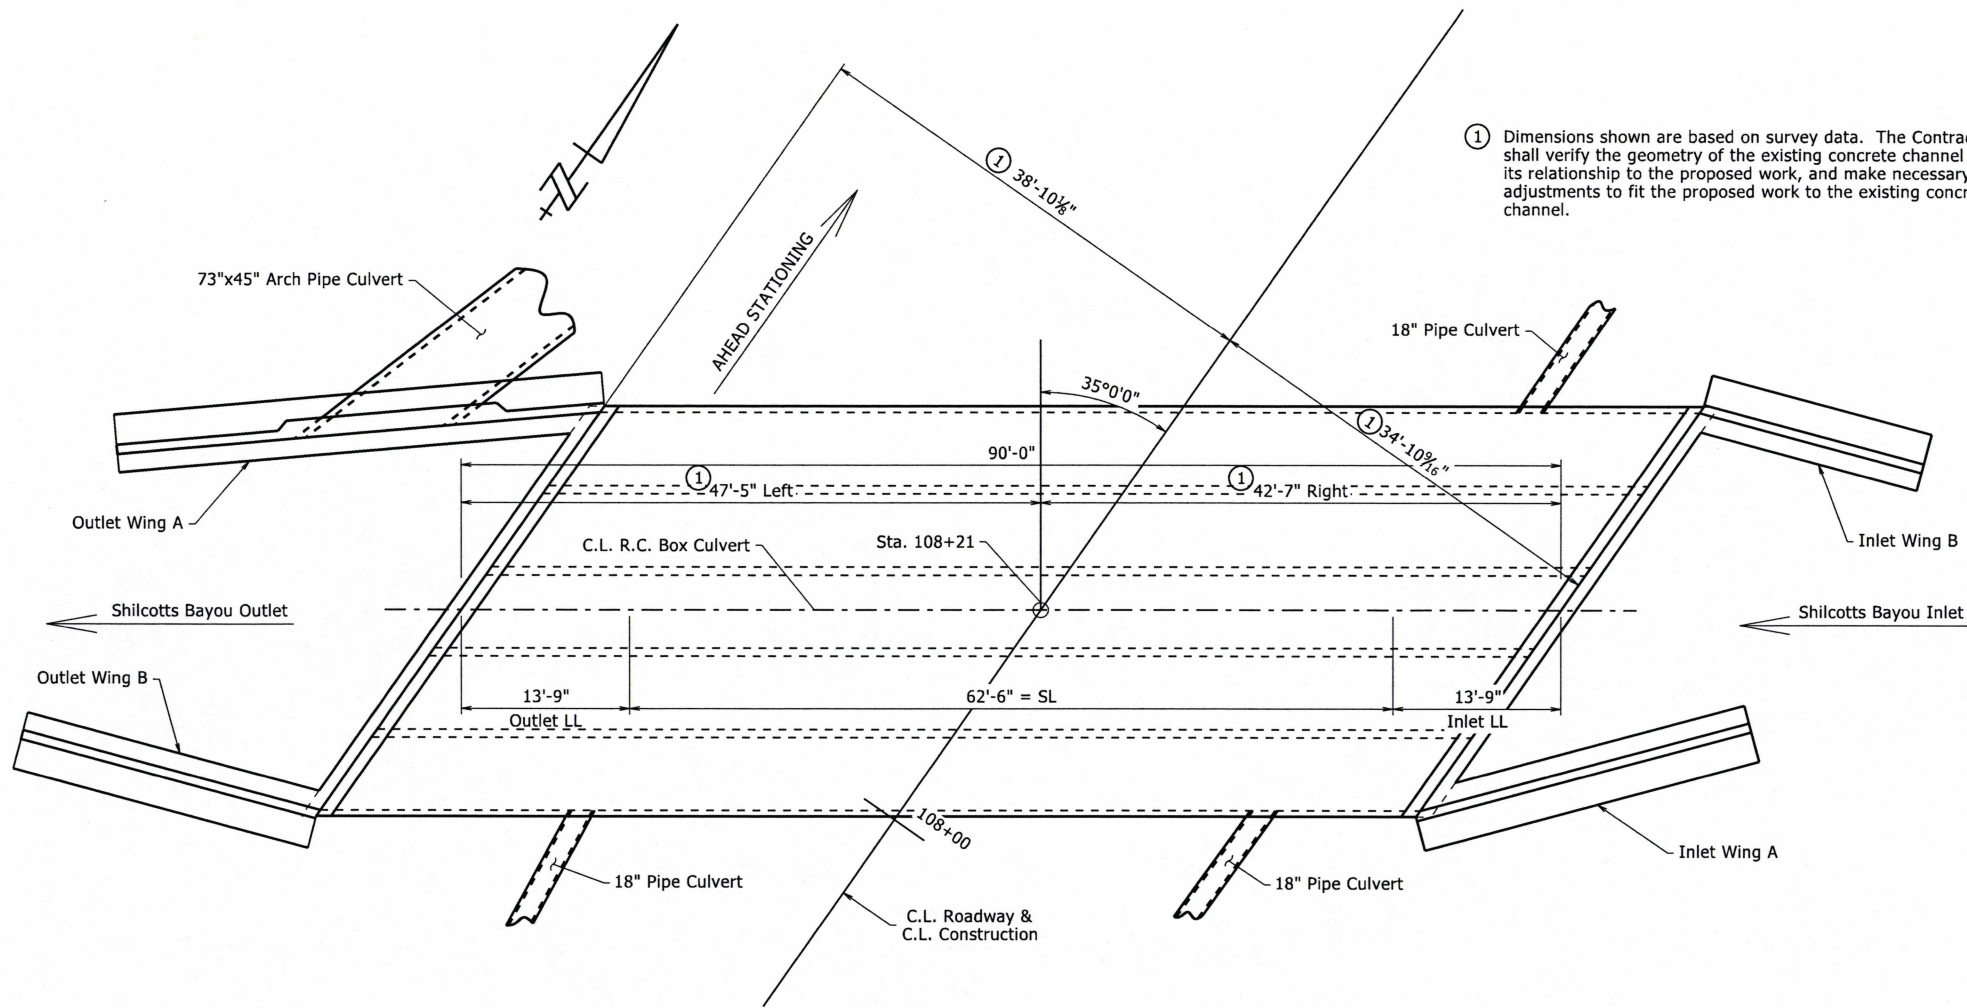 ① Dimensions shown are based on survey data. The Contra
shall verify the geometry of the existing concrete channel
its relationship to the proposed work, and make necessary
adjustments to fit the proposed work to the existing concr
channel.
N
① 38'-10⅛"
AHEAD STATIONING
73"x45" Arch Pipe Culvert
18" Pipe Culvert
35°0'0"
① 34'-10 9/16"
90'-0"
① 47'-5" Left
① 42'-7" Right
Outlet Wing A
C.L. R.C. Box Culvert
Sta. 108+21
Inlet Wing B
Shilcotts Bayou Outlet
Shilcotts Bayou Inlet
Outlet Wing B
13'-9"
Outlet LL
62'-6" = SL
13'-9"
Inlet LL
108+00
Inlet Wing A
18" Pipe Culvert
18" Pipe Culvert
C.L. Roadway &
C.L. Construction